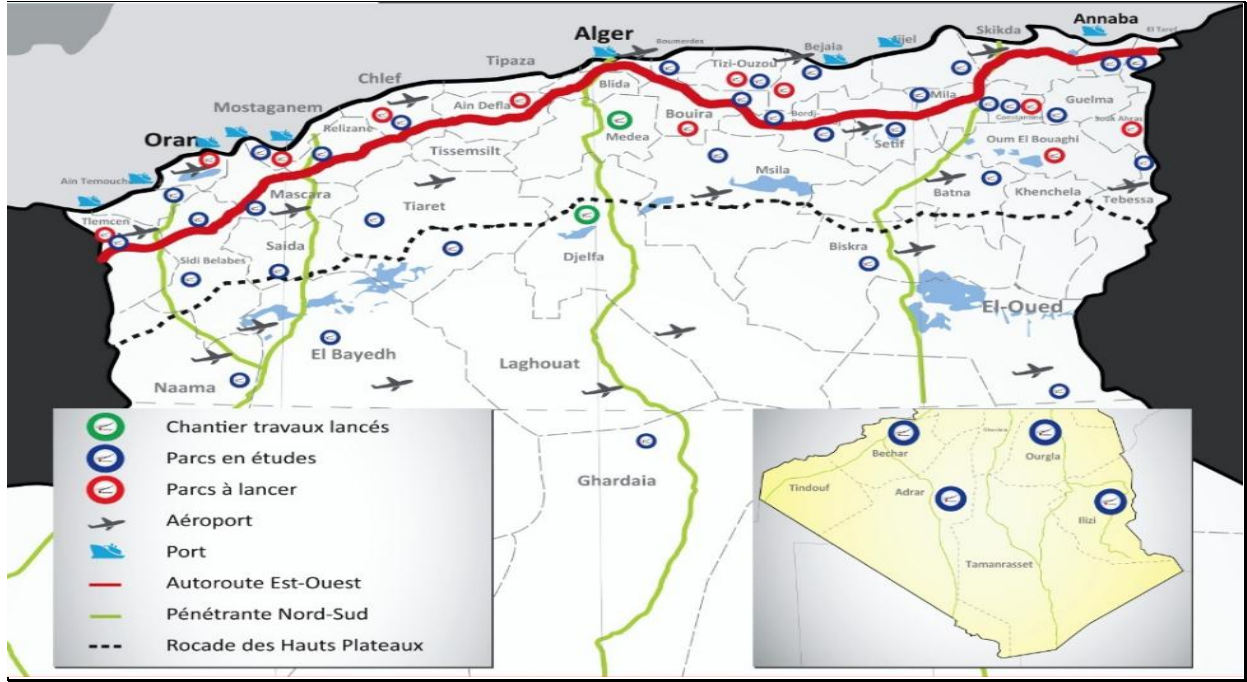 Alger
Annaba
Skikda
El Taref
Boumerdes
Bejaia
Jijel
Tipaza
Tizi-Ouzou
Chlef
Blida
Mila
Guelma
Mostaganem
Ain Defla
Bouira
Bordj
Constantine
Souk Ahras
Relizane
Medea
Setif
Oum El Bouaghi
Oran
Tissemsilt
Ain Temouchent
Msila
Batna
Khenchela
Mascara
Tiaret
Tebessa
Tlemcen
Saida
Biskra
Sidi Belabes
Djelfa
El-Oued
El Bayedh
Laghouat
Naama
Ghardaia
Chantier travaux lancés
Parcs en études
Parcs à lancer
Aéroport
Port
Autoroute Est-Ouest
Pénétrante Nord-Sud
Rocade des Hauts Plateaux
Bechar
Ourgla
Tindouf
Adrar
Ilizi
Tamanrasset